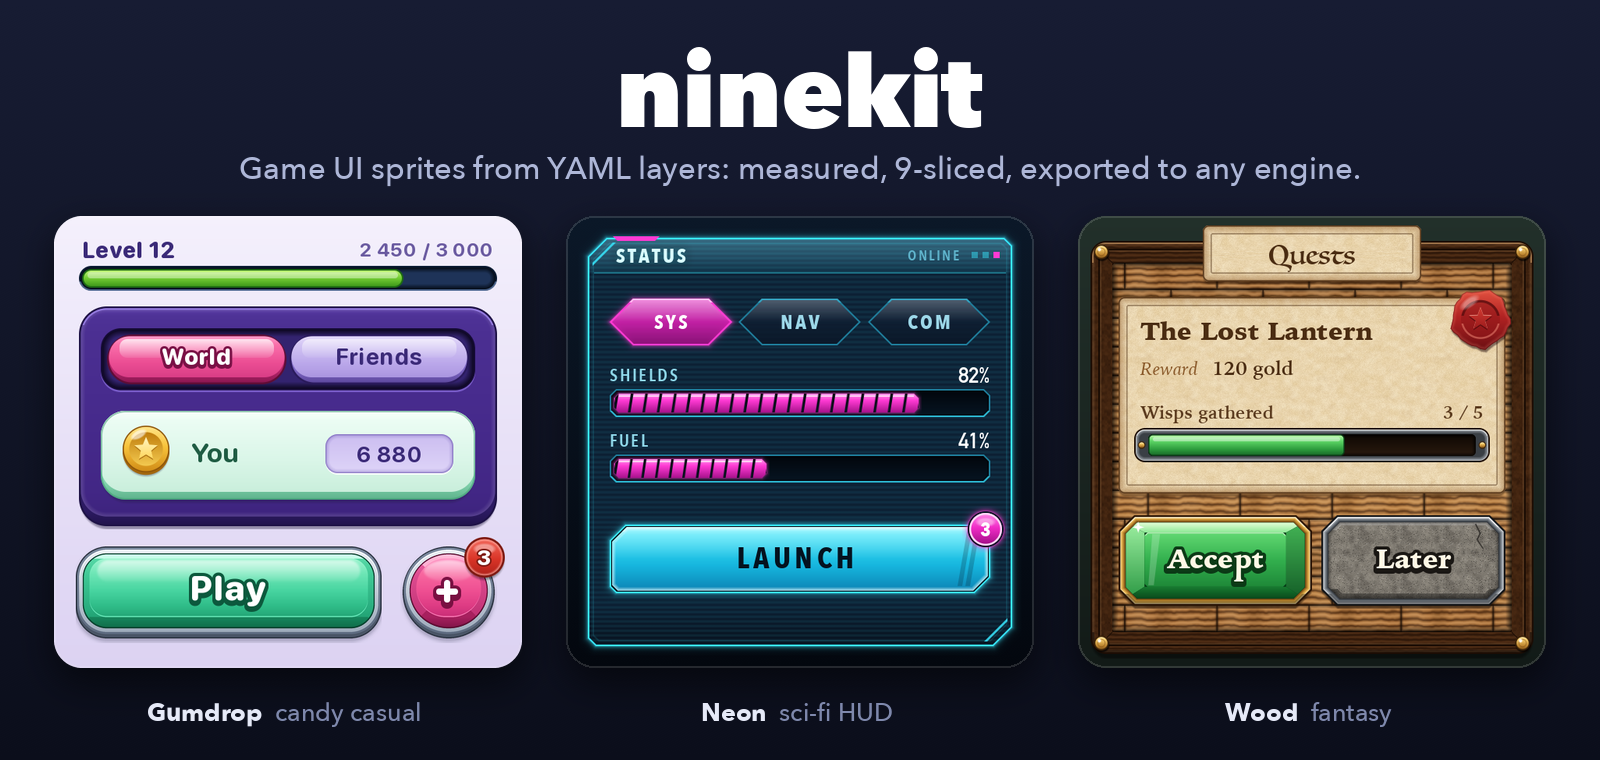 ninekit
Game UI sprites from YAML layers: measured, 9-sliced, exported to any engine.
Level 12 2 450 / 3 000
World Friends
You 6 880
Play + 3
STATUS ONLINE
SYS NAV COM
SHIELDS 82%
FUEL 41%
LAUNCH 3
Quests
The Lost Lantern
Reward 120 gold
Wisps gathered 3 / 5
Accept Later
Gumdrop candy casual
Neon sci-fi HUD
Wood fantasy